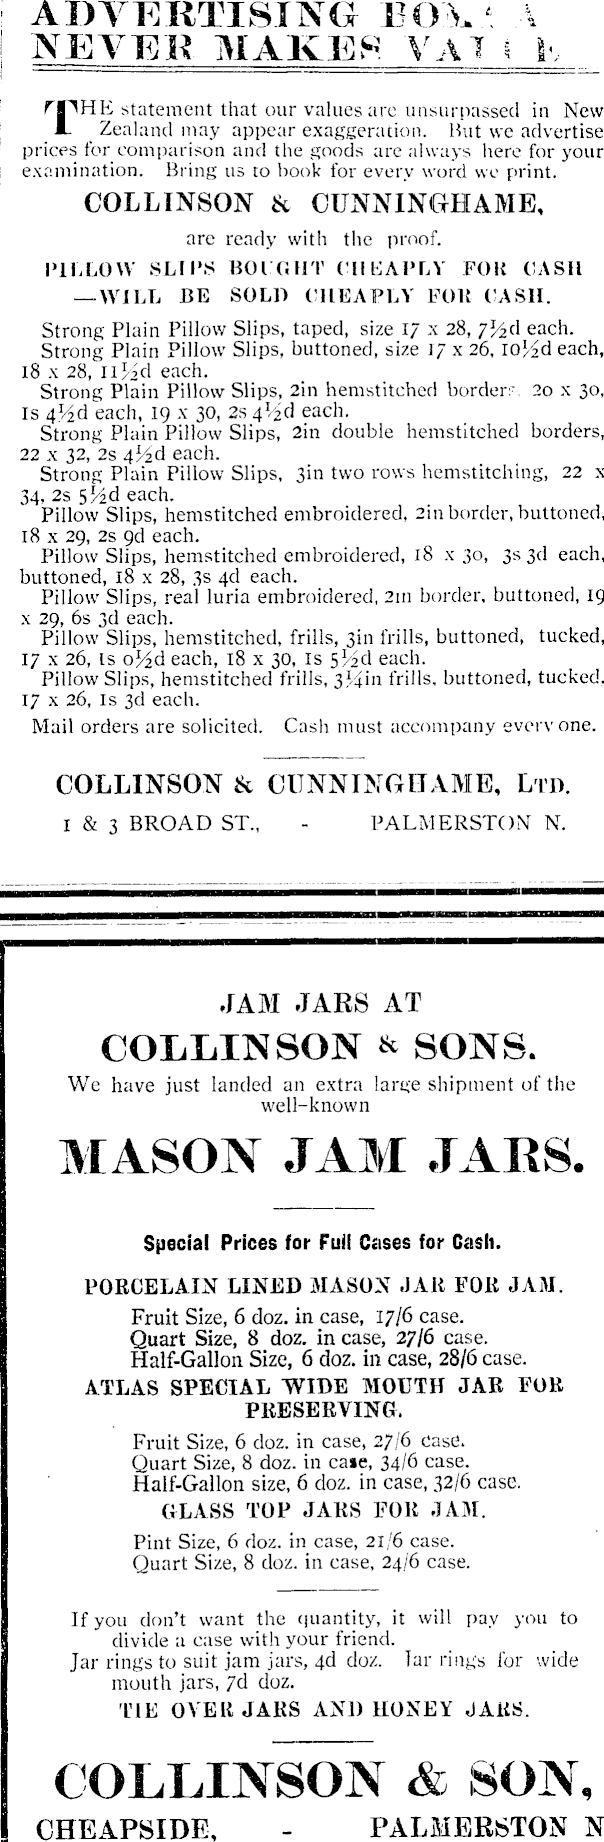 ADVERTISING
NEVER MAKES
THE statement that our values are unsurpassed in New
Zealand may appear exaggeration. But we advertise
prices for comparison and the goods are always here for your
examination. Bring us to book for every word we print.
COLLINSON & CUNNINGHAME,
are ready with the proof.
PILLOW SLIPS BOUGHT CHEAPLY FOR CASH
—WILL BE SOLD CHEAPLY FOR CASH.
Strong Plain Pillow Slips, taped, size 17 x 28, 7½d each.
Strong Plain Pillow Slips, buttoned, size 17 x 26, 10½d each,
18 x 28, 11½d each.
Strong Plain Pillow Slips, 2in hemstitched borders, 20 x 30,
1s 4½d each, 19 x 30, 2s 4½d each.
Strong Plain Pillow Slips, 2in double hemstitched borders,
22 x 32, 2s 4½d each.
Strong Plain Pillow Slips, 3in two rows hemstitching, 22 x
34, 2s 5½d each.
Pillow Slips, hemstitched embroidered, 2in border, buttoned,
18 x 29, 2s 9d each.
Pillow Slips, hemstitched embroidered, 18 x 30, 3s 3d each,
buttoned, 18 x 28, 3s 4d each.
Pillow Slips, real luria embroidered, 2in border, buttoned, 19
x 29, 6s 3d each.
Pillow Slips, hemstitched, frills, 3in frills, buttoned, tucked,
17 x 26, 1s 0½d each, 18 x 30, 1s 5½d each.
Pillow Slips, hemstitched frills, 3¼in frills, buttoned, tucked.
17 x 26, 1s 3d each.
Mail orders are solicited. Cash must accompany every one.
COLLINSON & CUNNINGHAME, LTD.
1 & 3 BROAD ST., - PALMERSTON N.
JAM JARS AT
COLLINSON & SONS.
We have just landed an extra large shipment of the
well-known
MASON JAM JARS.
Special Prices for Full Cases for Cash.
PORCELAIN LINED MASON JAR FOR JAM.
Fruit Size, 6 doz. in case, 17/6 case.
Quart Size, 8 doz. in case, 27/6 case.
Half-Gallon Size, 6 doz. in case, 28/6 case.
ATLAS SPECIAL WIDE MOUTH JAR FOR
PRESERVING.
Fruit Size, 6 doz. in case, 27/6 case.
Quart Size, 8 doz. in case, 34/6 case.
Half-Gallon size, 6 doz. in case, 32/6 case.
GLASS TOP JARS FOR JAM.
Pint Size, 6 doz. in case, 21/6 case.
Quart Size, 8 doz. in case, 24/6 case.
If you don't want the quantity, it will pay you to
divide a case with your friend.
Jar rings to suit jam jars, 4d doz. Jar rings for wide
mouth jars, 7d doz.
TIE OVER JARS AND HONEY JARS.
COLLINSON & SON,
CHEAPSIDE, - PALMERSTON N